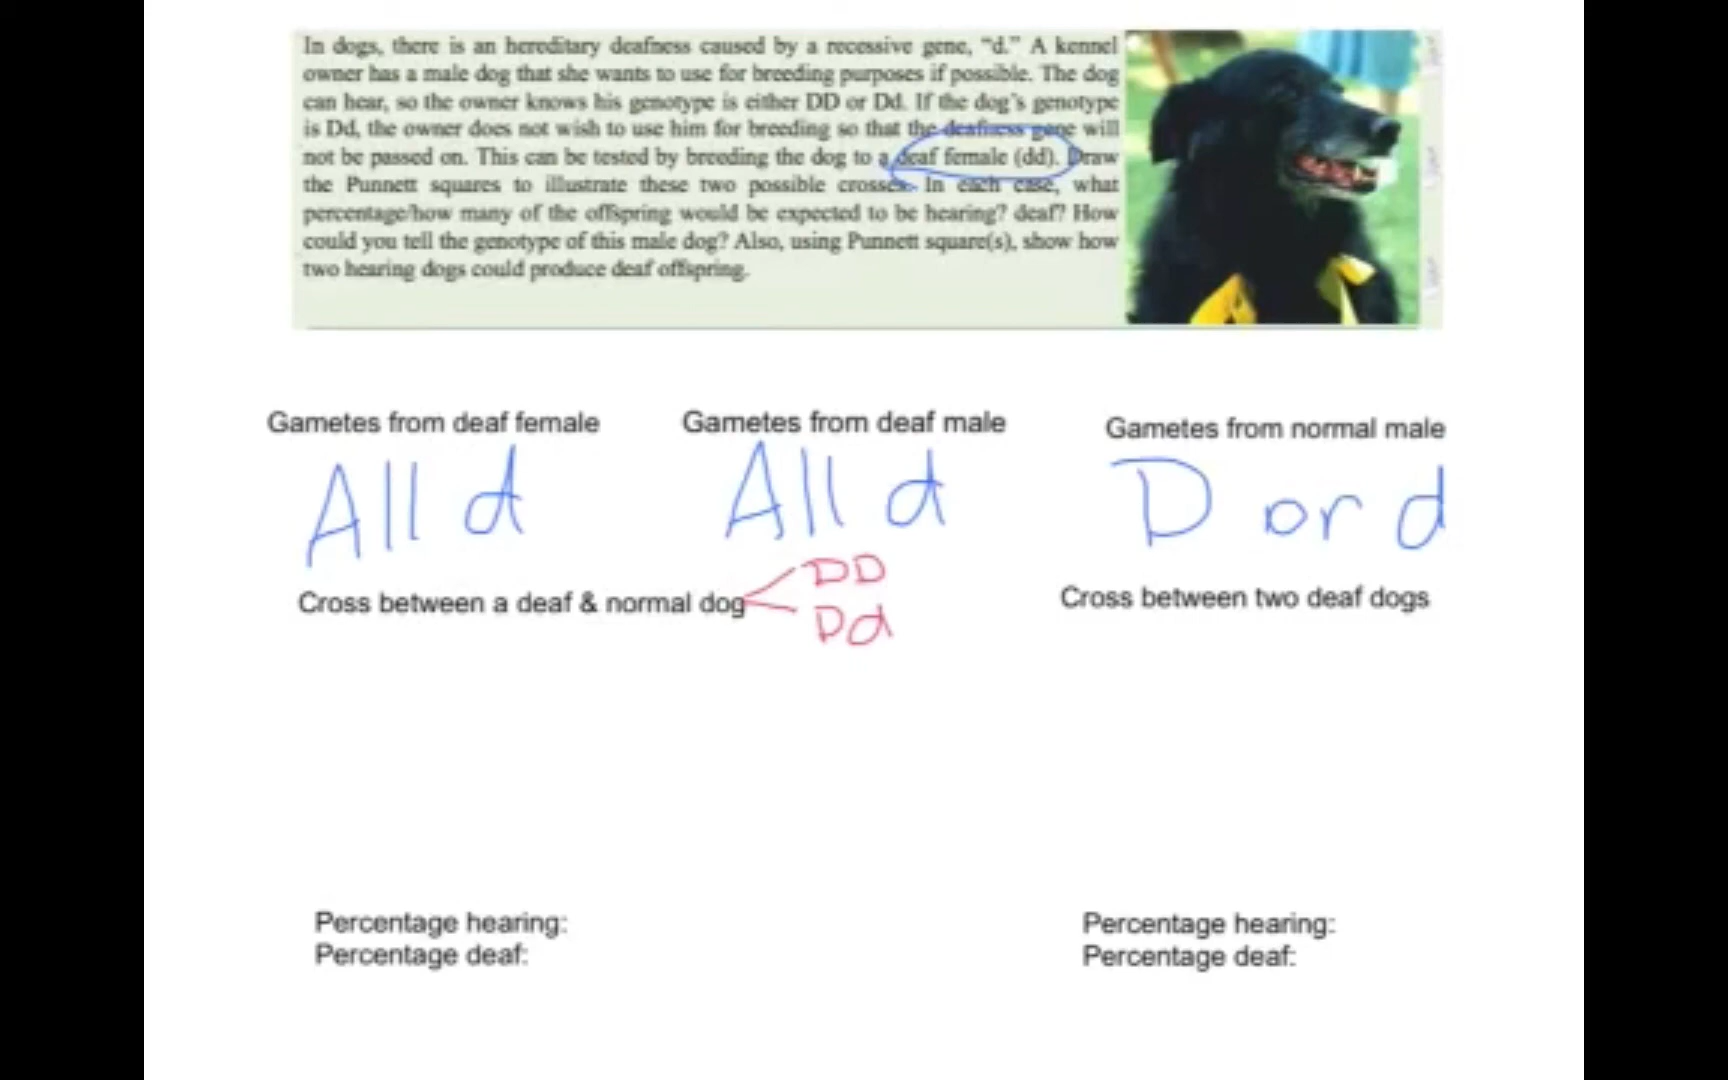 In dogs, there is an hereditary deafness caused by a recessive gene, “d.” A kennel
owner has a male dog that she wants to use for breeding purposes if possible. The dog
can hear, so the owner knows his genotype is either DD or Dd. If the dog’s genotype
is Dd, the owner does not wish to use him for breeding so that the deafness gene will
not be passed on. This can be tested by breeding the dog to a deaf female (dd). Draw
the Punnett squares to illustrate these two possible crosses. In each case, what
percentage/how many of the offspring would be expected to be hearing? deaf? How
could you tell the genotype of this male dog? Also, using Punnett square(s), show how
two hearing dogs could produce deaf offspring.
Gametes from deaf female
Gametes from deaf male
Gametes from normal male
All d
All d
D or d
Cross between a deaf & normal dog
DD
Dd
Cross between two deaf dogs
Percentage hearing:
Percentage deaf:
Percentage hearing:
Percentage deaf: